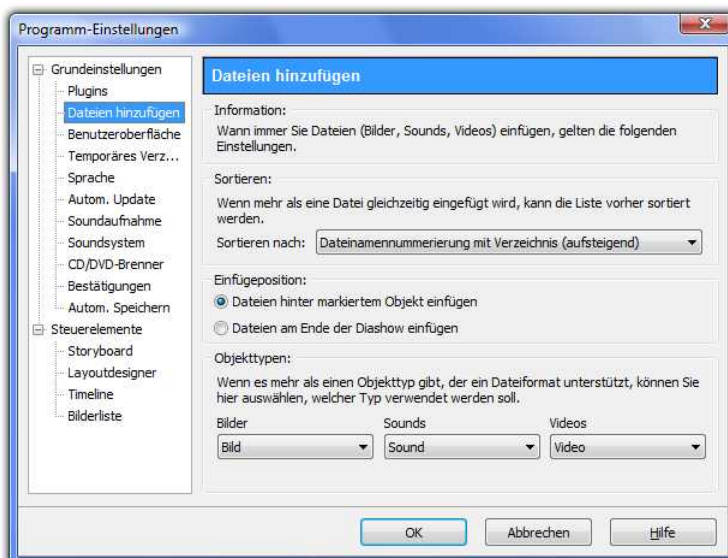 Programm-Einstellungen
Grundeinstellungen
Plugins
Dateien hinzufügen
Benutzeroberfläche
Temporäres Verz...
Sprache
Autom. Update
Soundaufnahme
Soundsystem
CD/DVD-Brenner
Bestätigungen
Autom. Speichern
Steuerelemente
Storyboard
Layoutdesigner
Timeline
Bilderliste
Dateien hinzufügen
Information:
Wann immer Sie Dateien (Bilder, Sounds, Videos) einfügen, gelten die folgenden
Einstellungen.
Sortieren:
Wenn mehr als eine Datei gleichzeitig eingefügt wird, kann die Liste vorher sortiert
werden.
Sortieren nach: Dateinamennummerierung mit Verzeichnis (aufsteigend)
Einfügeposition:
Dateien hinter markiertem Objekt einfügen
Dateien am Ende der Diashow einfügen
Objekttypen:
Wenn es mehr als einen Objekttyp gibt, der ein Dateiformat unterstützt, können Sie
hier auswählen, welcher Typ verwendet werden soll.
Bilder Sounds Videos
Bild Sound Video
OK Abbrechen Hilfe